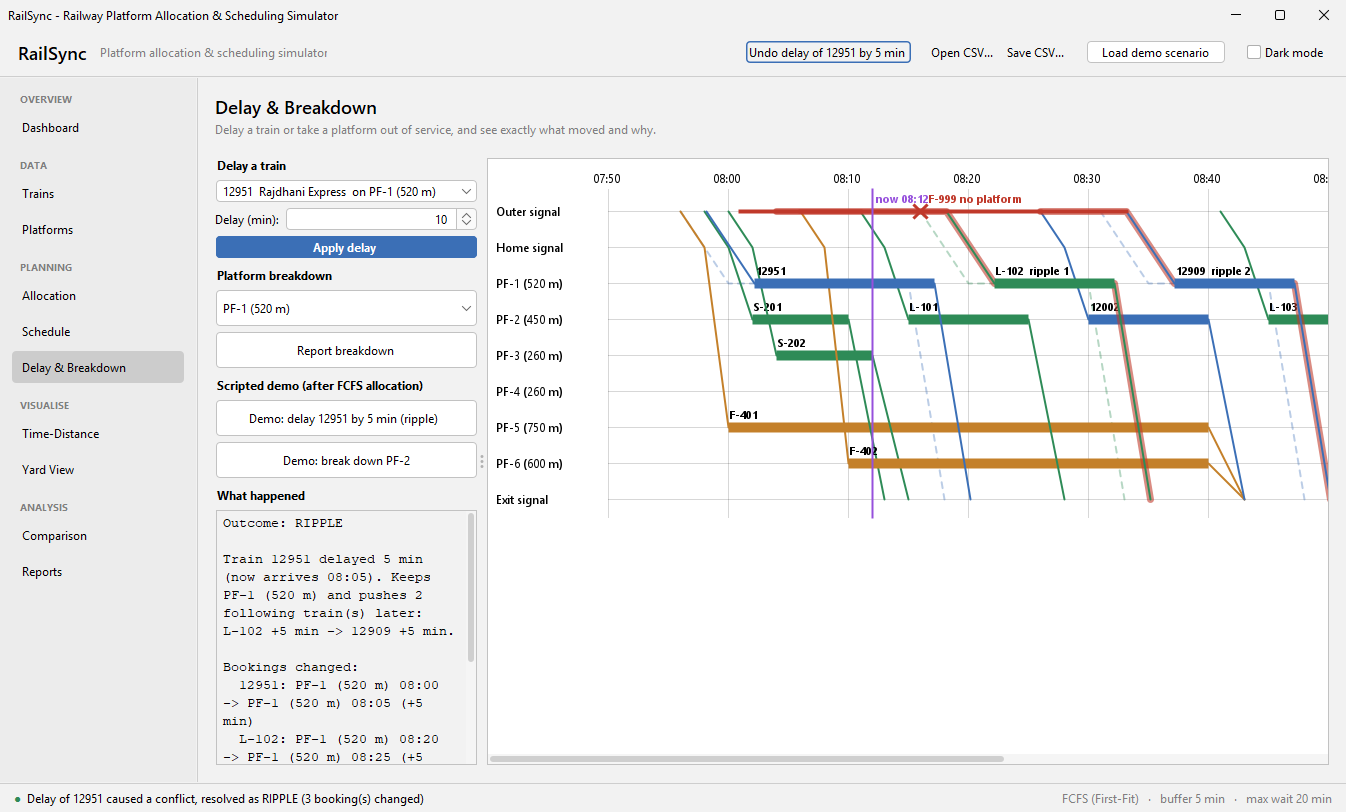 RailSync - Railway Platform Allocation & Scheduling Simulator
RailSync Platform allocation & scheduling simulator
Undo delay of 12951 by 5 min
Open CSV...
Save CSV...
Load demo scenario
Dark mode
OVERVIEW
Dashboard
DATA
Trains
Platforms
PLANNING
Allocation
Schedule
Delay & Breakdown
VISUALISE
Time-Distance
Yard View
ANALYSIS
Comparison
Reports
Delay & Breakdown
Delay a train or take a platform out of service, and see exactly what moved and why.
Delay a train
12951 Rajdhani Express on PF-1 (520 m)
Delay (min): 10
Apply delay
Platform breakdown
PF-1 (520 m)
Report breakdown
Scripted demo (after FCFS allocation)
Demo: delay 12951 by 5 min (ripple)
Demo: break down PF-2
What happened
Outcome: RIPPLE
Train 12951 delayed 5 min
(now arrives 08:05). Keeps
PF-1 (520 m) and pushes 2
following train(s) later:
L-102 +5 min -> 12909 +5 min.
Bookings changed:
12951: PF-1 (520 m) 08:00
-> PF-1 (520 m) 08:05 (+5
min)
L-102: PF-1 (520 m) 08:20
-> PF-1 (520 m) 08:25 (+5
07:50 08:00 08:10 08:20 08:30 08:40 08:
now 08:12 F-999 no platform
Outer signal
Home signal
PF-1 (520 m) 12951 L-102 ripple 1 12909 ripple 2
PF-2 (450 m) S-201 L-101 12002 L-103
PF-3 (260 m) S-202
PF-4 (260 m)
PF-5 (750 m) F-401
PF-6 (600 m) F-402
Exit signal
Delay of 12951 caused a conflict, resolved as RIPPLE (3 booking(s) changed)
FCFS (First-Fit) · buffer 5 min · max wait 20 min